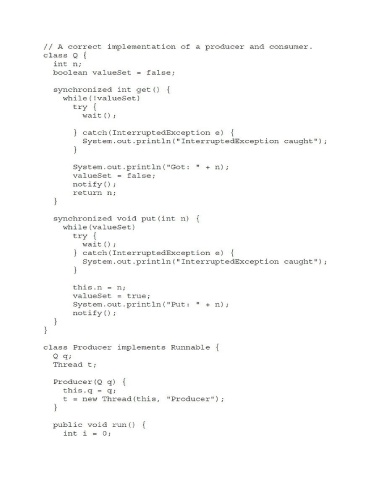 // A correct implementation of a producer and consumer.
class Q {
  int n;
  boolean valueSet = false;

  synchronized int get() {
    while(!valueSet)
      try {
        wait();

      } catch(InterruptedException e) {
        System.out.println("InterruptedException caught");
      }

      System.out.println("Got: " + n);
      valueSet = false;
      notify();
      return n;
  }

  synchronized void put(int n) {
    while(valueSet)
      try {
        wait();
      } catch(InterruptedException e) {
        System.out.println("InterruptedException caught");
      }

      this.n = n;
      valueSet = true;
      System.out.println("Put: " + n);
      notify();
  }
}

class Producer implements Runnable {
  Q q;
  Thread t;

  Producer(Q q) {
    this.q = q;
    t = new Thread(this, "Producer");
  }

  public void run() {
    int i = 0;